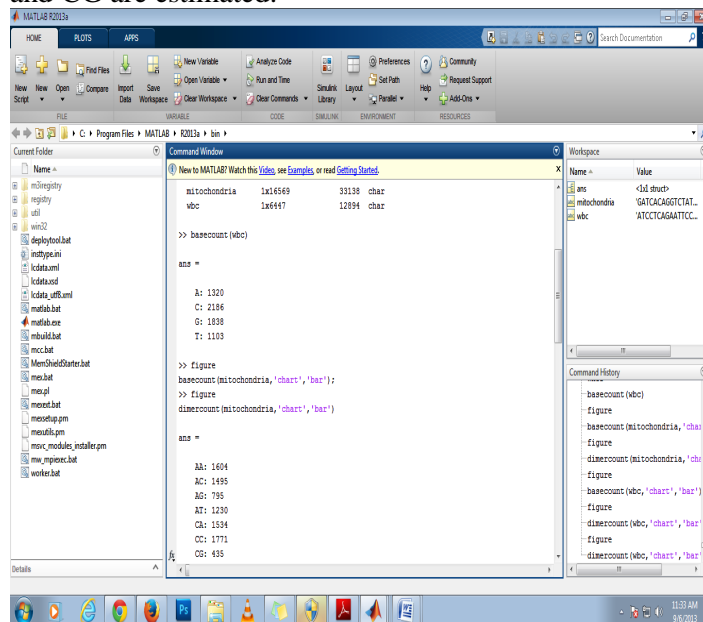 and CG are estimated.
MATLAB R2013a
HOME PLOTS APPS Search Documentation
New Script New Open Find Files Compare Import Data Save Workspace New Variable Open Variable Clear Workspace Analyze Code Run and Time Clear Commands Simulink Library Layout Preferences Set Path Parallel Help Community Request Support Add-Ons
FILE VARIABLE CODE SIMULINK ENVIRONMENT RESOURCES
C: Program Files MATLAB R2013a bin
Current Folder
Name
m3iregistry
registry
util
win32
deploytool.bat
insttype.ini
lcdata.xml
lcdata.xsd
lcdata_utf8.xml
matlab.bat
matlab.exe
mbuild.bat
mcc.bat
MemShieldStarter.bat
mex.bat
mex.pl
mexext.bat
mexsetup.pm
mexutils.pm
msvc_modules_installer.pm
mw_mpiexec.bat
worker.bat
Details
Command Window
New to MATLAB? Watch this Video, see Examples, or read Getting Started. X
mitochondria 1x16569 33138 char
wbc 1x6447 12894 char
>> basecount(wbc)
ans =
A: 1320
C: 2186
G: 1838
T: 1103
>> figure
basecount(mitochondria,'chart','bar');
>> figure
dimercount(mitochondria,'chart','bar')
ans =
AA: 1604
AC: 1495
AG: 795
AT: 1230
CA: 1534
CC: 1771
CG: 435
fx
Workspace
Name Value
ans <1x1 struct>
mitochondria 'GATCACAGGTCTAT...
wbc 'ATCCTCAGAATTCC...
Command History
basecount(wbc)
figure
basecount(mitochondria,'cha
figure
dimercount(mitochondria,'cha
figure
basecount(wbc,'chart','bar')
figure
dimercount(wbc,'chart','bar'
figure
dimercount(wbc,'chart','bar'
Ps
W
11:33 AM
9/6/2013